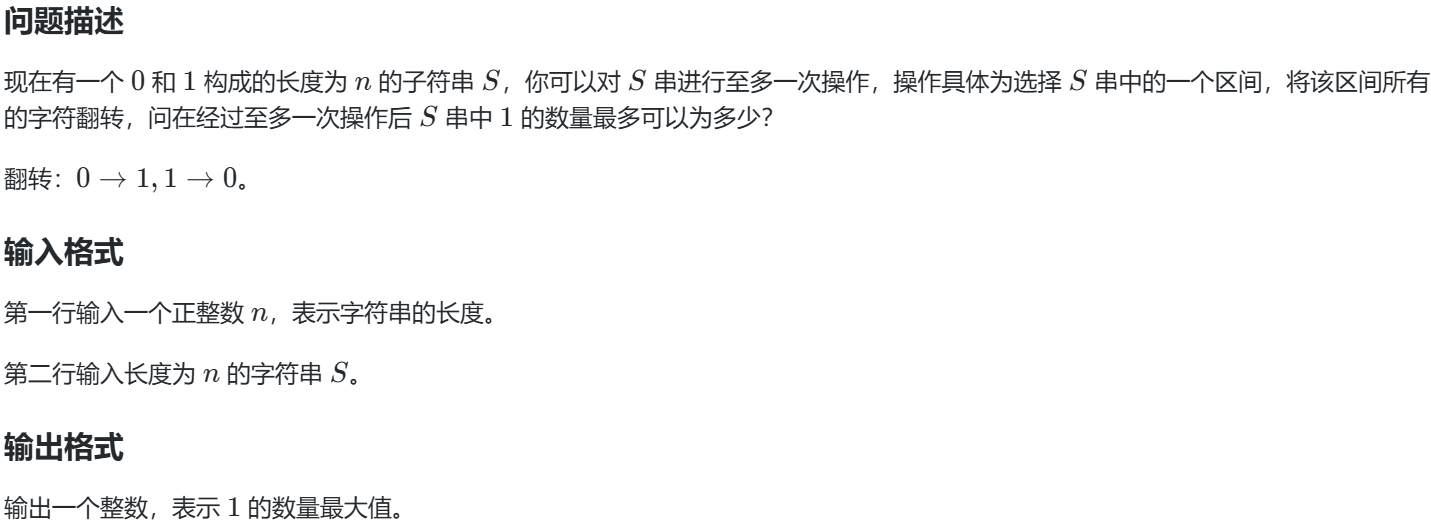 问题描述
现在有一个 0 和 1 构成的长度为 n 的子符串 S，你可以对 S 串进行至多一次操作，操作具体为选择 S 串中的一个区间，将该区间所有
的字符翻转，问在经过至多一次操作后 S 串中 1 的数量最多可以为多少？
翻转：0 → 1, 1 → 0。
输入格式
第一行输入一个正整数 n，表示字符串的长度。
第二行输入长度为 n 的字符串 S。
输出格式
输出一个整数，表示 1 的数量最大值。